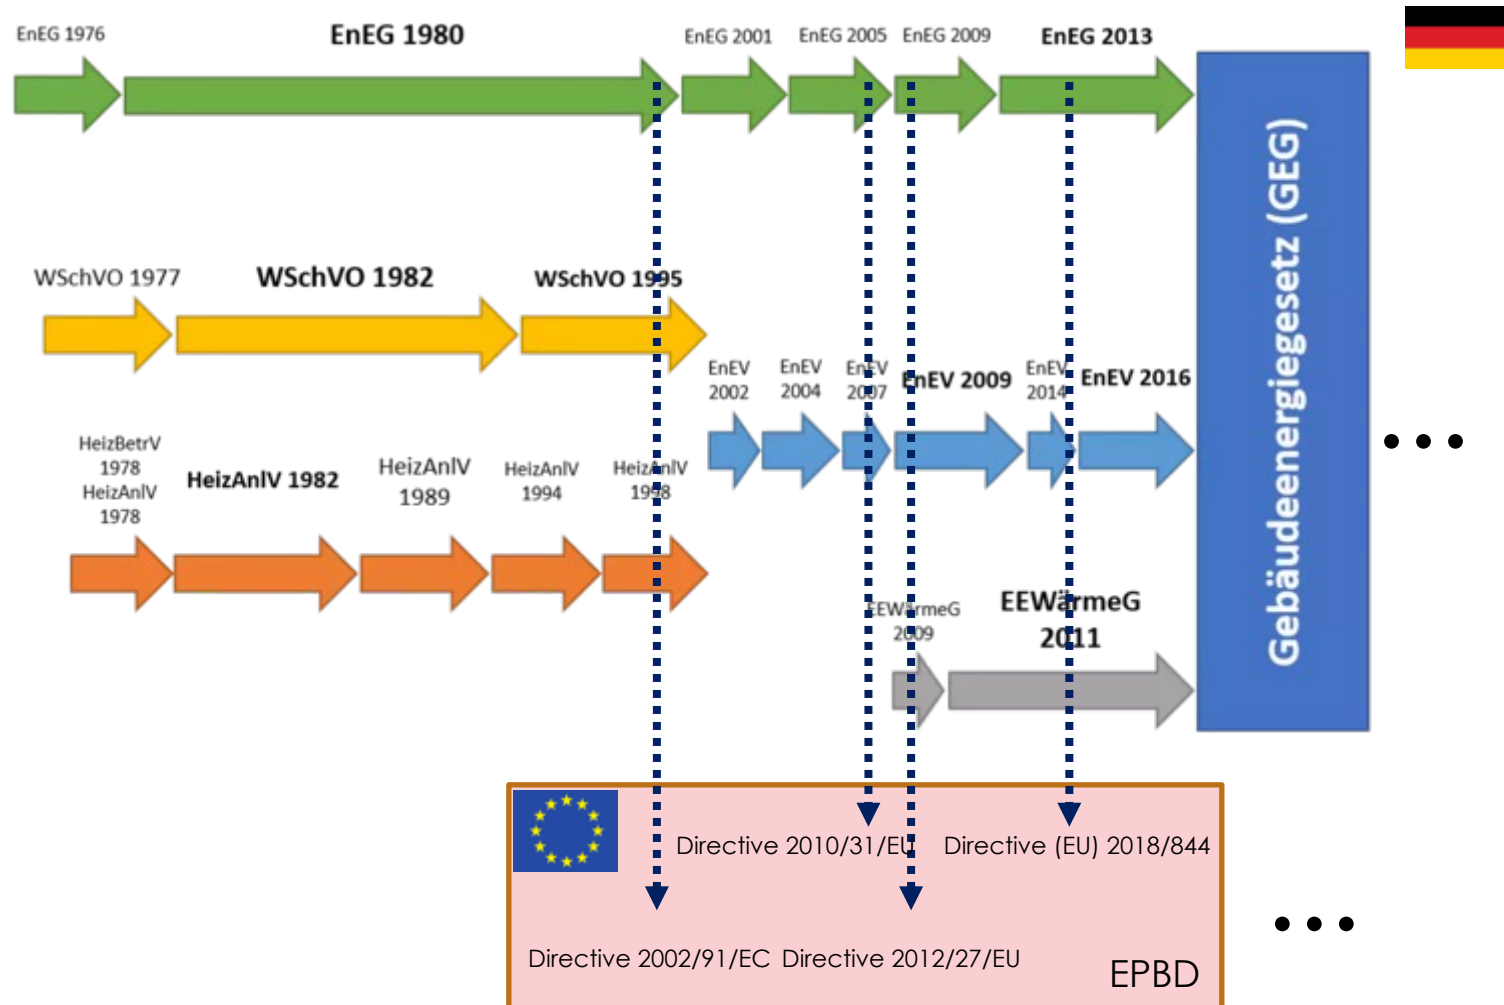 EnEG 1976
EnEG 1980
EnEG 2001
EnEG 2005
EnEG 2009
EnEG 2013
WSchVO 1977
WSchVO 1982
WSchVO 1995
EnEV
2002
EnEV
2004
EnEV
2007
EnEV 2009
EnEV
2014
EnEV 2016
HeizBetrV
1978
HeizAnlV
1978
HeizAnlV 1982
HeizAnlV
1989
HeizAnlV
1994
HeizAnlV
1998
EEWärmeG
2009
EEWärmeG
2011
Gebäudeenergiegesetz (GEG)
• • •
Directive 2010/31/EU
Directive (EU) 2018/844
Directive 2002/91/EC
Directive 2012/27/EU
EPBD
• • •